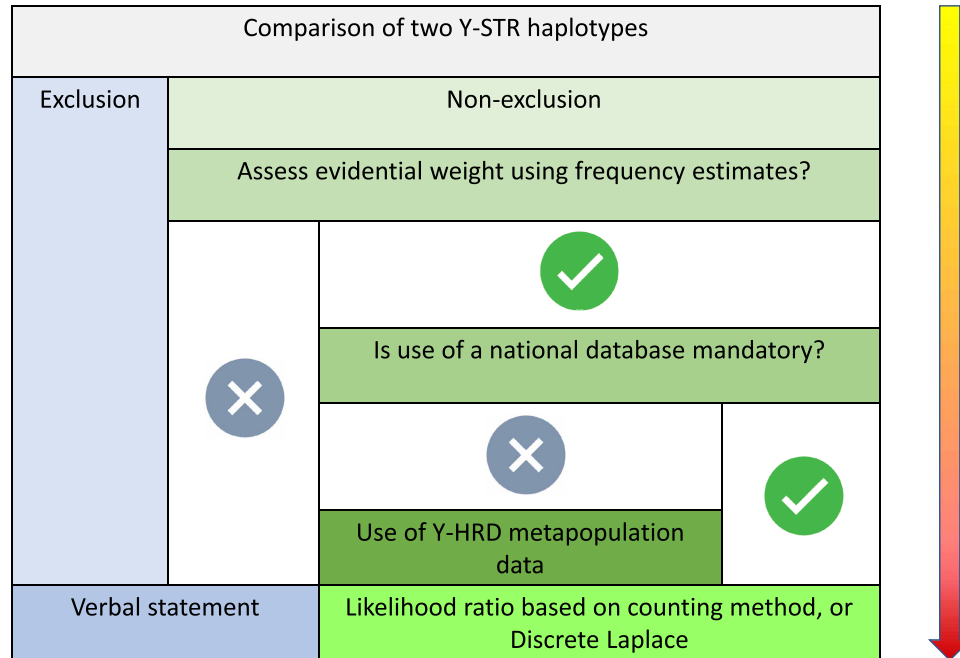 Comparison of two Y-STR haplotypes
Exclusion
Non-exclusion
Assess evidential weight using frequency estimates?
Is use of a national database mandatory?
Use of Y-HRD metapopulation
data
Verbal statement
Likelihood ratio based on counting method, or
Discrete Laplace